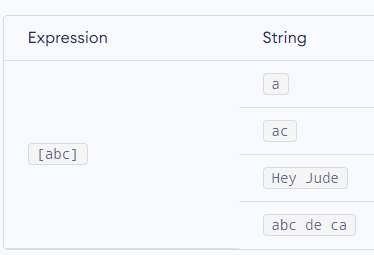 Expression String
a
ac
[abc]
Hey Jude
abc de ca